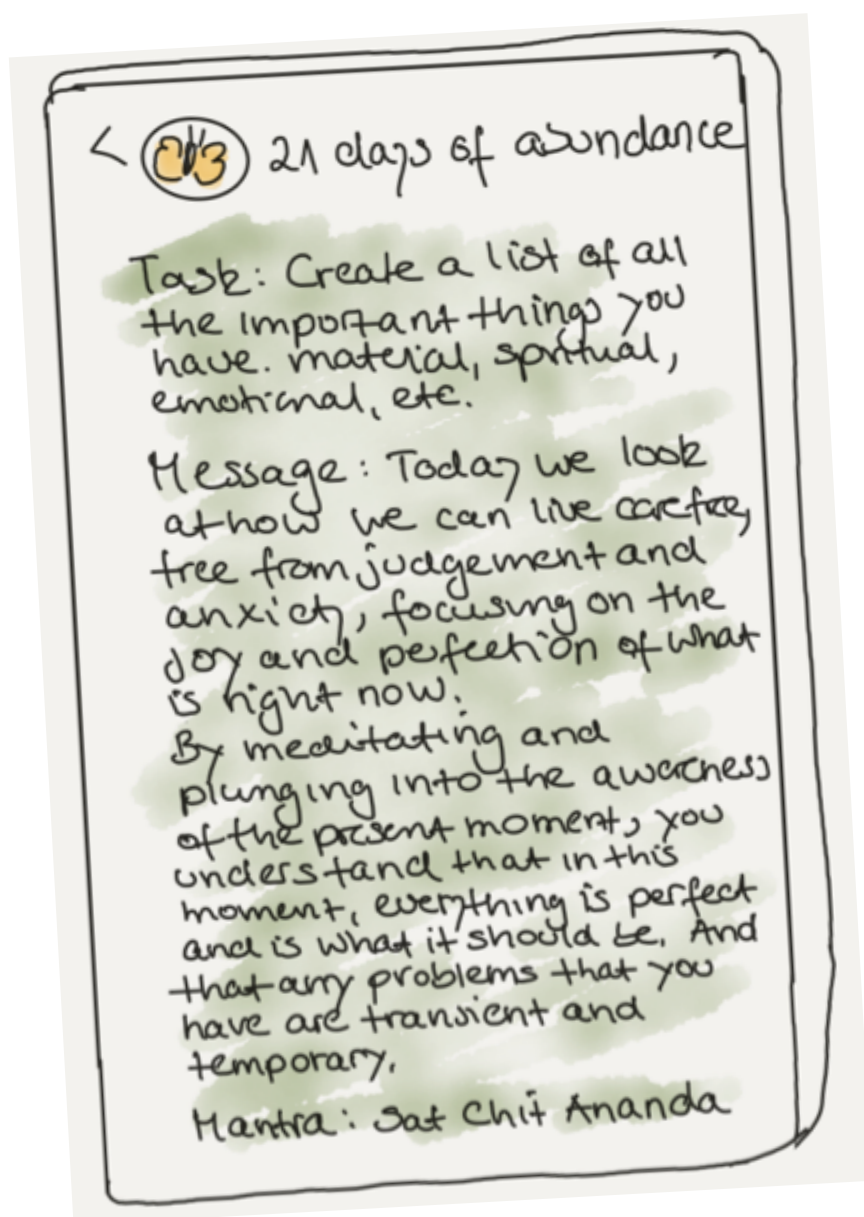 < 21 days of abundance
Task: Create a list of all
the important things you
have. material, spritual,
emotional, etc.
Message: Today we look
at how we can live carefree,
free from judgement and
anxiety, focusing on the
joy and perfection of what
is right now.
By meditating and
plunging into the awareness
of the present moment, you
understand that in this
moment, everything is perfect
and is what it should be. And
that any problems that you
have are transient and
temporary.
Mantra: Sat Chit Ananda